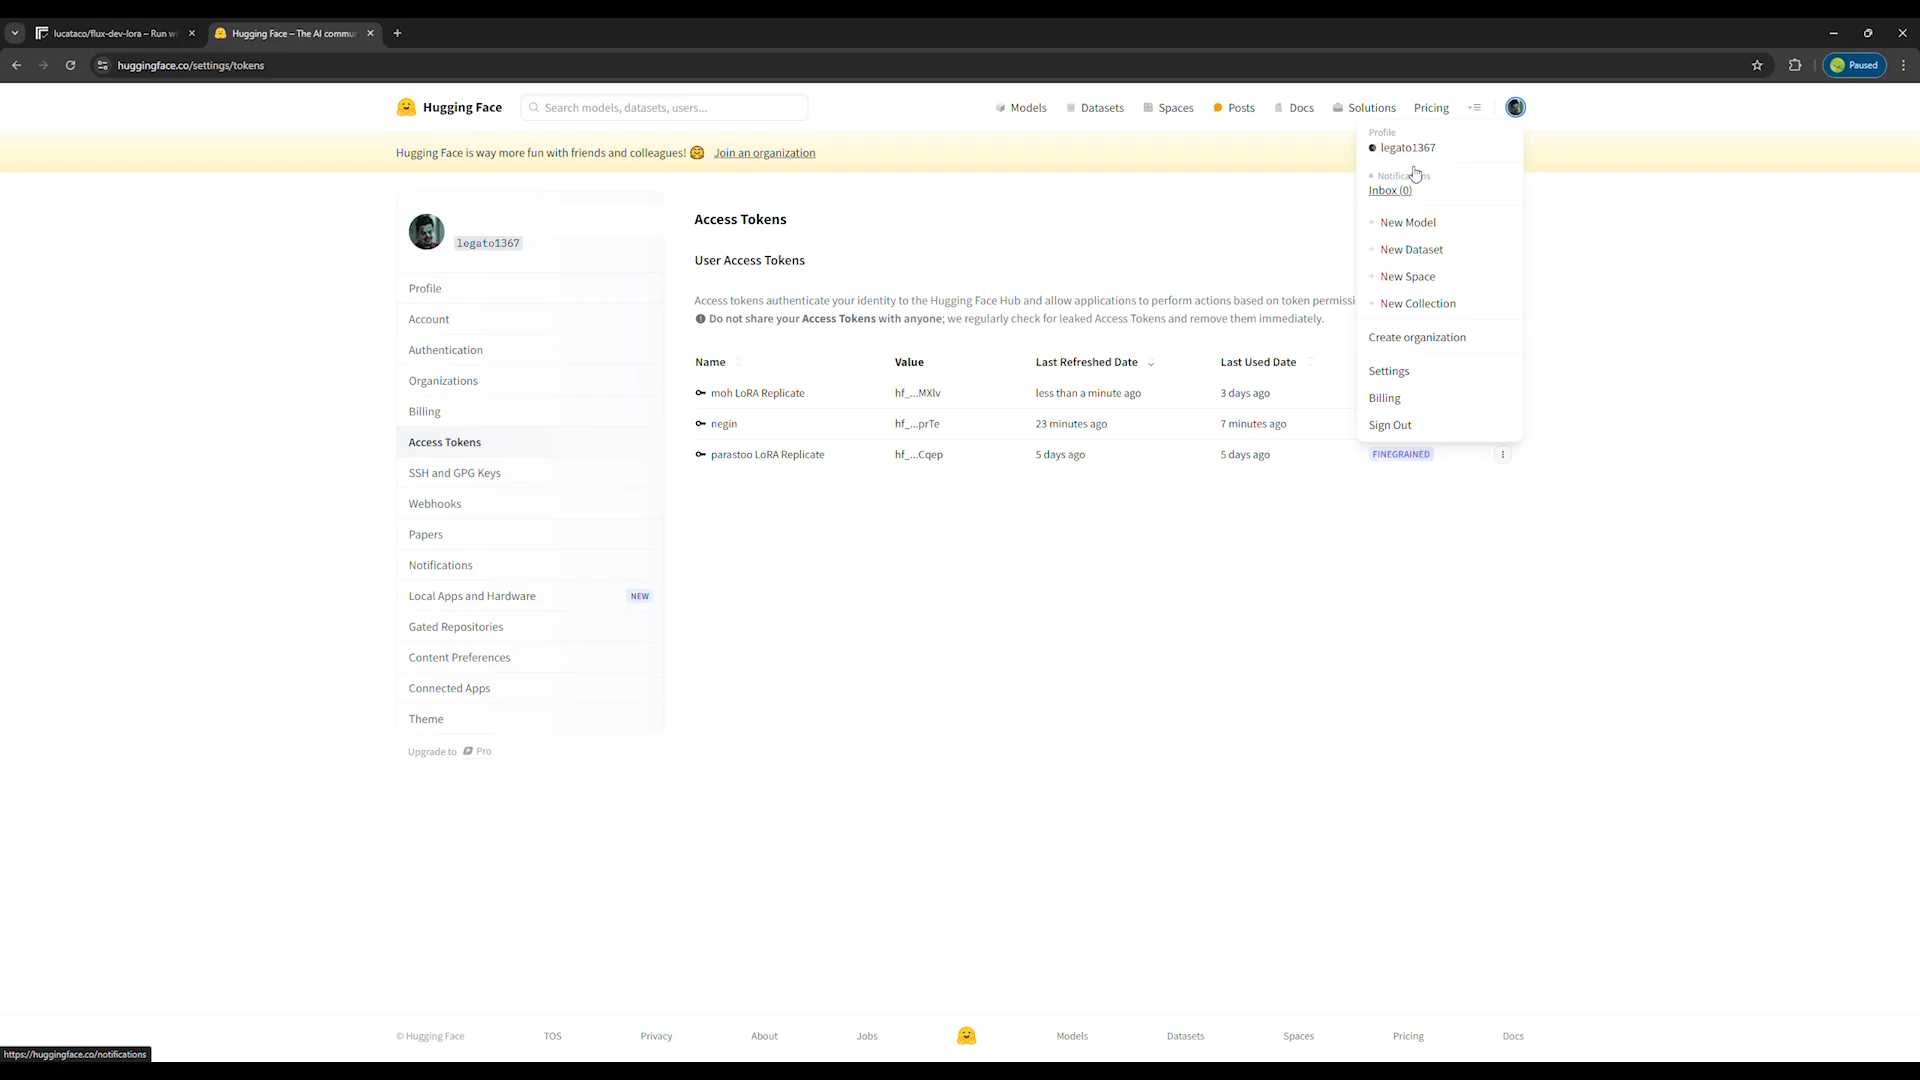 lucataco/flux-dev-lora – Run wi
Hugging Face – The AI commu
huggingface.co/settings/tokens
Paused
Hugging Face
Search models, datasets, users...
Models
Datasets
Spaces
Posts
Docs
Solutions
Pricing
Hugging Face is way more fun with friends and colleagues! 🤗 Join an organization
Profile
legato1367
Notifications
Inbox (0)
+ New Model
+ New Dataset
+ New Space
+ New Collection
Create organization
Settings
Billing
Sign Out
legato1367
Profile
Account
Authentication
Organizations
Billing
Access Tokens
SSH and GPG Keys
Webhooks
Papers
Notifications
Local Apps and Hardware NEW
Gated Repositories
Content Preferences
Connected Apps
Theme
Upgrade to Pro
Access Tokens
User Access Tokens
Access tokens authenticate your identity to the Hugging Face Hub and allow applications to perform actions based on token permissi
Do not share your Access Tokens with anyone; we regularly check for leaked Access Tokens and remove them immediately.
Name Value Last Refreshed Date Last Used Date
moh LoRA Replicate hf_...MXlv less than a minute ago 3 days ago
negin hf_...prTe 23 minutes ago 7 minutes ago
parastoo LoRA Replicate hf_...Cqep 5 days ago 5 days ago FINEGRAINED
© Hugging Face TOS Privacy About Jobs Models Datasets Spaces Pricing Docs
https://huggingface.co/notifications